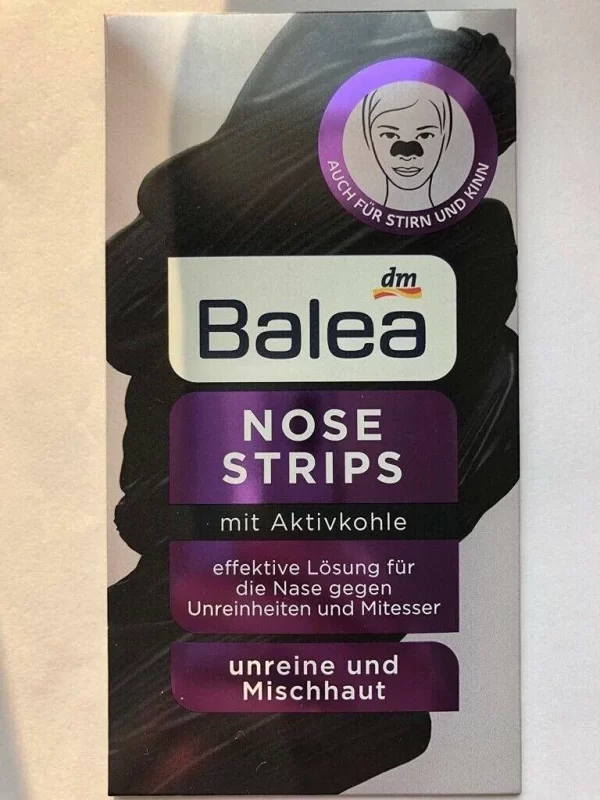 AUCH FÜR STIRN UND KINN
dm
Balea
NOSE
STRIPS
mit Aktivkohle
effektive Lösung für
die Nase gegen
Unreinheiten und Mitesser
unreine und
Mischhaut